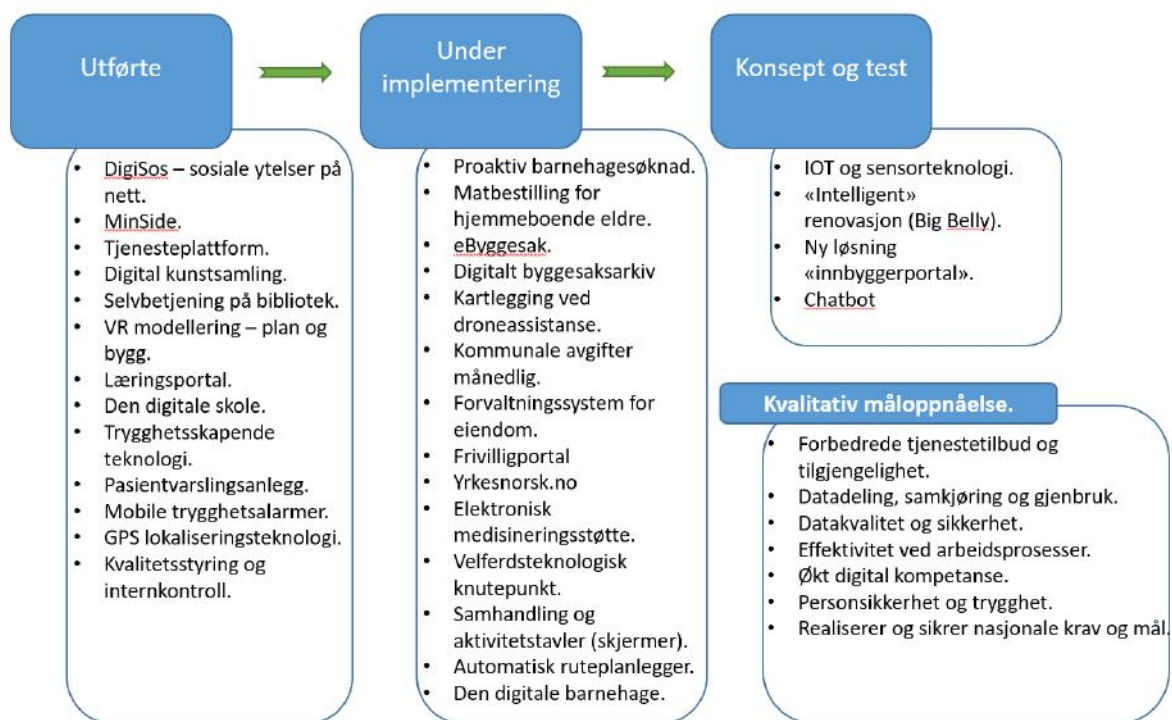 Utførte
• DigiSos – sosiale ytelser på
nett.
• MinSide.
• Tjenesteplattform.
• Digital kunstsamling.
• Selvbetjening på bibliotek.
• VR modellering – plan og
bygg.
• Læringsportal.
• Den digitale skole.
• Trygghetsskapende
teknologi.
• Pasientvarslingsanlegg.
• Mobile trygghetsalarmer.
• GPS lokaliseringsteknologi.
• Kvalitetsstyring og
internkontroll.
Under
implementering
• Proaktiv barnehagesøknad.
• Matbestilling for
hjemmeboende eldre.
• eByggesak.
• Digitalt byggesaksarkiv
• Kartlegging ved
droneassistanse.
• Kommunale avgifter
månedlig.
• Forvaltningssystem for
eiendom.
• Frivilligportal
• Yrkesnorsk.no
• Elektronisk
medisineringsstøtte.
• Velferdsteknologisk
knutepunkt.
• Samhandling og
aktivitetstavler (skjermer).
• Automatisk ruteplanlegger.
• Den digitale barnehage.
Konsept og test
• IOT og sensorteknologi.
• «Intelligent»
renovasjon (Big Belly).
• Ny løsning
«innbyggerportal».
• Chatbot
Kvalitativ måloppnåelse.
• Forbedrede tjenestetilbud og
tilgjengelighet.
• Datadeling, samkjøring og gjenbruk.
• Datakvalitet og sikkerhet.
• Effektivitet ved arbeidsprosesser.
• Økt digital kompetanse.
• Personsikkerhet og trygghet.
• Realiserer og sikrer nasjonale krav og mål.